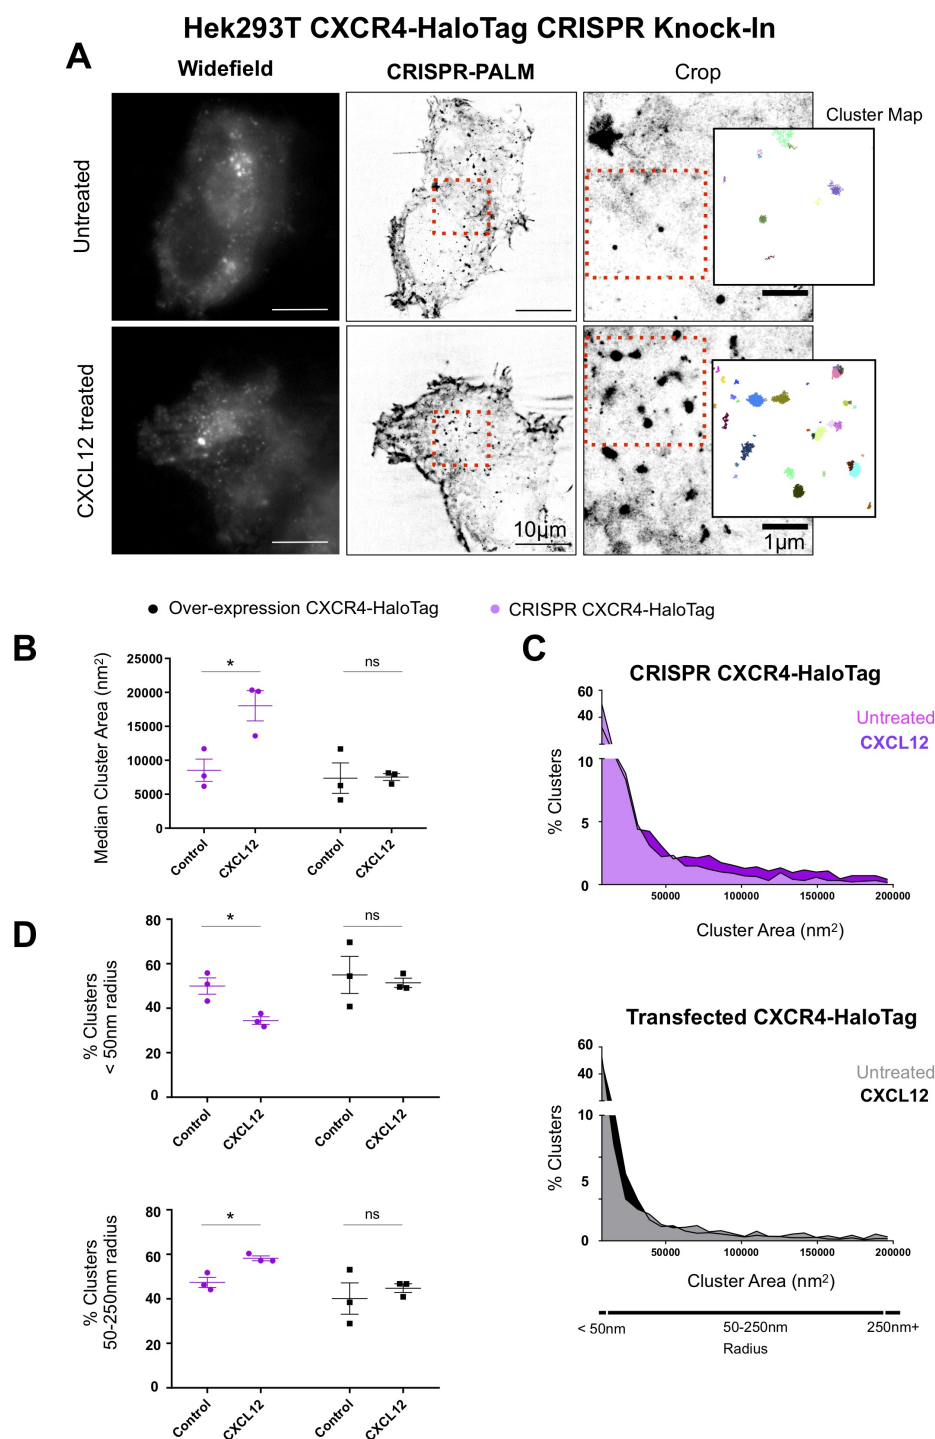 Hek293T CXCR4-HaloTag CRISPR Knock-In
A
Widefield
CRISPR-PALM
Crop
Cluster Map
Untreated
CXCL12 treated
10µm
1µm
Over-expression CXCR4-HaloTag
CRISPR CXCR4-HaloTag
B
Median Cluster Area (nm2)
25000
20000
15000
10000
5000
0
*
ns
Control
CXCL12
Control
CXCL12
C
CRISPR CXCR4-HaloTag
Untreated
CXCL12
% Clusters
60
40
10
5
0
50000
100000
150000
200000
Cluster Area (nm2)
D
% Clusters
< 50nm radius
80
60
40
20
0
*
ns
Control
CXCL12
Control
CXCL12
Transfected CXCR4-HaloTag
Untreated
CXCL12
% Clusters
60
40
10
5
0
50000
100000
150000
200000
Cluster Area (nm2)
< 50nm
50-250nm
250nm+
Radius
% Clusters
50-250nm radius
80
60
40
20
0
*
ns
Control
CXCL12
Control
CXCL12